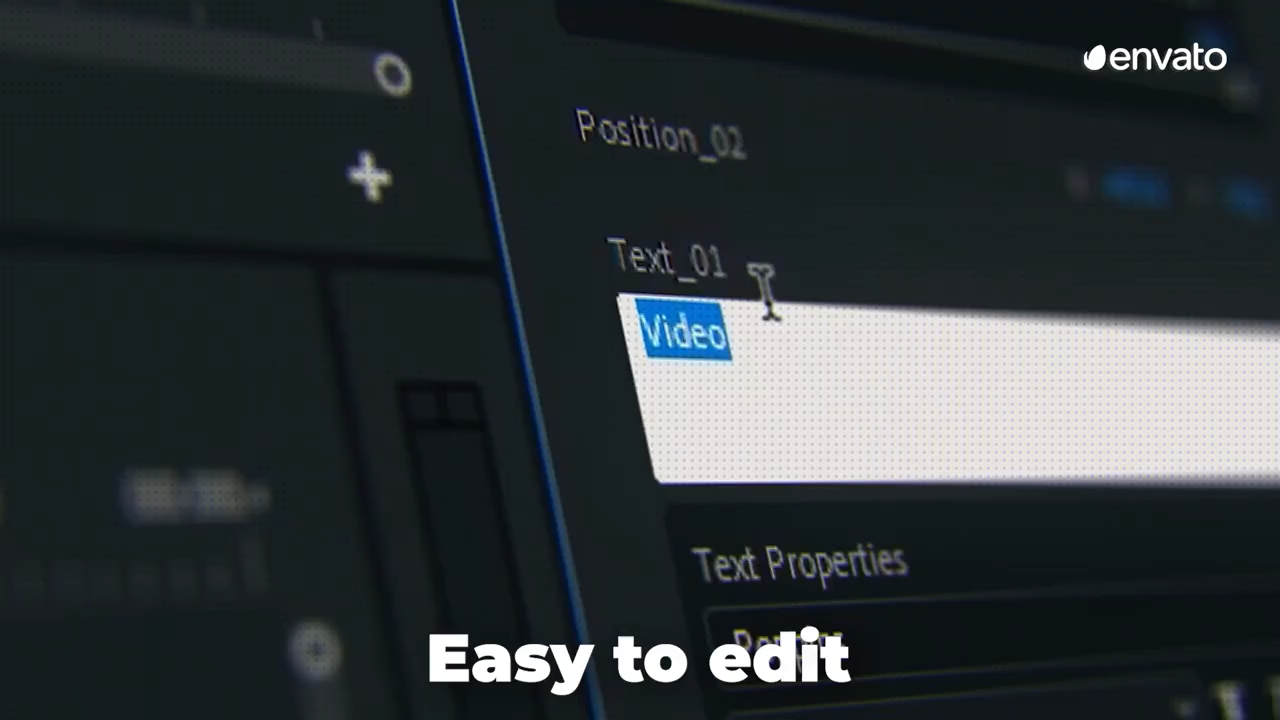 envato
Position_02
Text_01
Video
Text Properties
Easy to edit